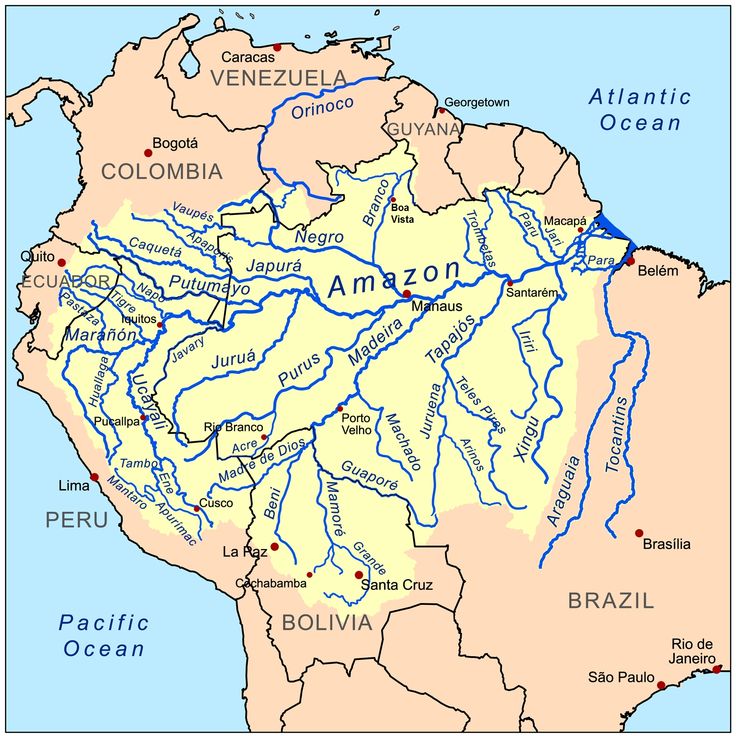 Caracas
VENEZUELA
Orinoco
Georgetown
GUYANA
Atlantic
Ocean
Bogotá
COLOMBIA
Vaupés
Apaporis
Caquetá
Negro
Branco
Boa
Vista
Trombetas
Paru
Jari
Macapá
Para
Belém
Quito
ECUADOR
Japurá
Putumayo
Amazon
Manaus
Santarém
Napo
Tigre
Pastaza
Iquitos
Marañón
Javary
Juruá
Purus
Madeira
Tapajós
Iriri
Xingu
Huallaga
Ucayali
Pucallpa
Rio Branco
Acre
Porto
Velho
Machado
Juruena
Teles Pires
Arinos
Araguaia
Tocantins
Madre de Dios
Guaporé
Lima
Tambo
Ene
Mantaro
Apurimac
Cusco
PERU
Beni
Mamoré
Grande
La Paz
Cochabamba
Santa Cruz
BOLIVIA
Brasília
BRAZIL
Pacific
Ocean
Rio de
Janeiro
São Paulo